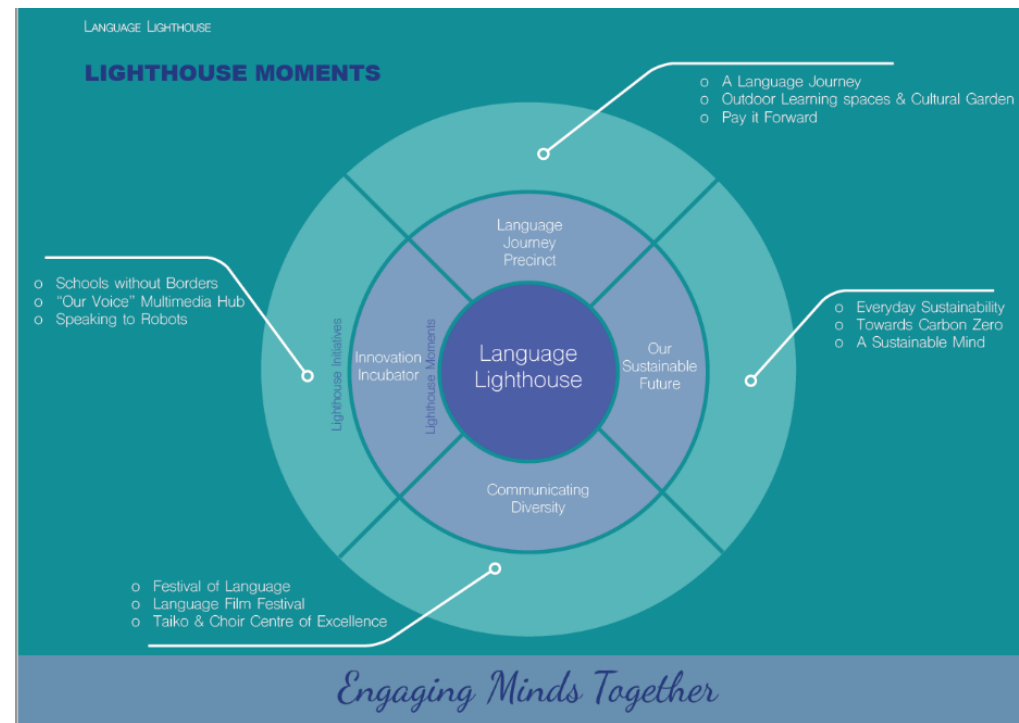 Language Lighthouse
LIGHTHOUSE MOMENTS
o A Language Journey
o Outdoor Learning spaces & Cultural Garden
o Pay it Forward
Language
Journey
Precinct
o Schools without Borders
o “Our Voice” Multimedia Hub
o Speaking to Robots
Lighthouse Initiatives
Innovation
Incubator
Lighthouse Moments
Language
Lighthouse
Our
Sustainable
Future
o Everyday Sustainability
o Towards Carbon Zero
o A Sustainable Mind
Communicating
Diversity
o Festival of Language
o Language Film Festival
o Taiko & Choir Centre of Excellence
Engaging Minds Together